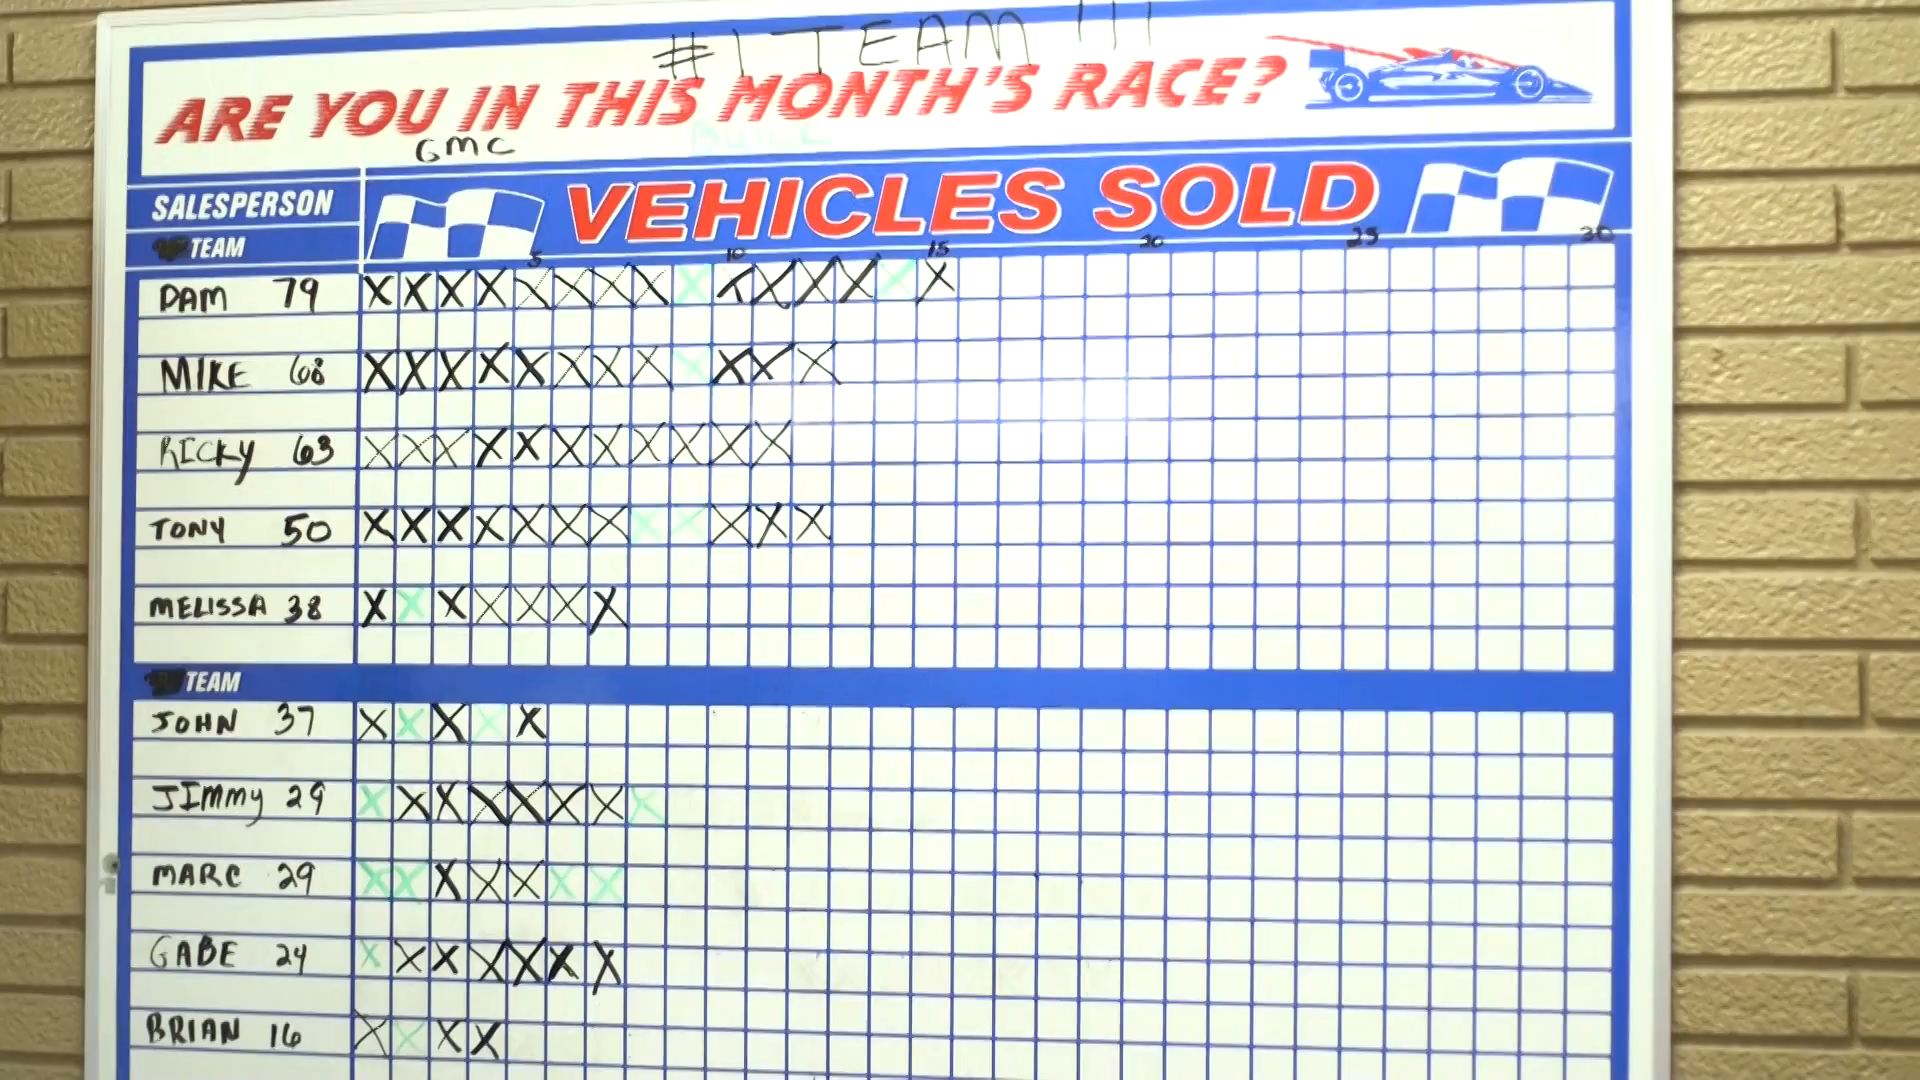 #1 TEAM !!!
ARE YOU IN THIS MONTH'S RACE?
GMC BUICK
SALESPERSON VEHICLES SOLD
TEAM 5 10 15 20 25 30
DAM 79 X X X X X X X X X X X X X X X
MIKE 68 X X X X X X X X X X X X
RICKY 63 X X X X X X X X X X X
TONY 50 X X X X X X X X X X X X
MELISSA 38 X X X X X X X
TEAM
JOHN 37 X X X X X
JIMMY 29 X X X X X X X X
MARC 29 X X X X X X X
GABE 24 X X X X X X X
BRIAN 16 X X X X